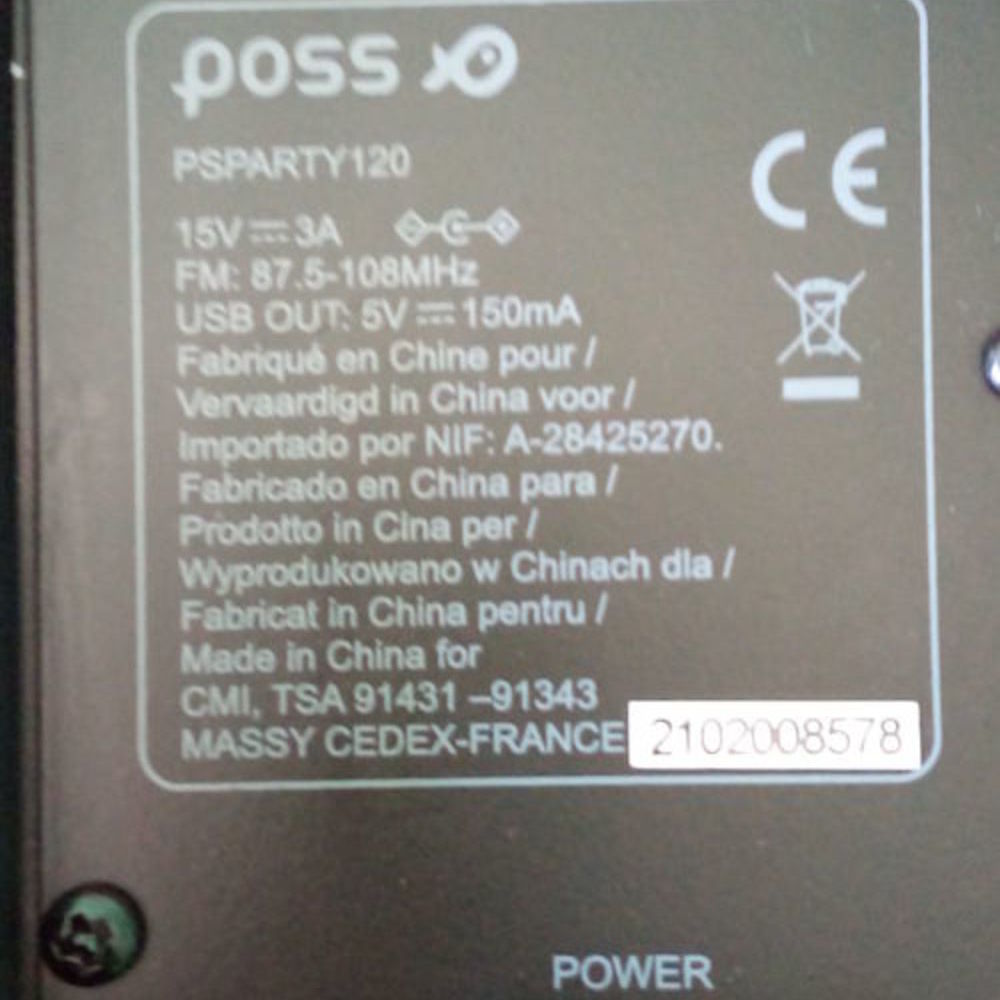 poss
PSPARTY120
15V 3A
FM: 87.5-108MHz
USB OUT: 5V 150mA
Fabriqué en Chine pour /
Vervaardigd in China voor /
Importado por NIF: A-28425270.
Fabricado en China para /
Prodotto in Cina per /
Wyprodukowano w Chinach dla /
Fabricat in China pentru /
Made in China for
CMI, TSA 91431 –91343
MASSY CEDEX-FRANCE 2102008578
CE
POWER